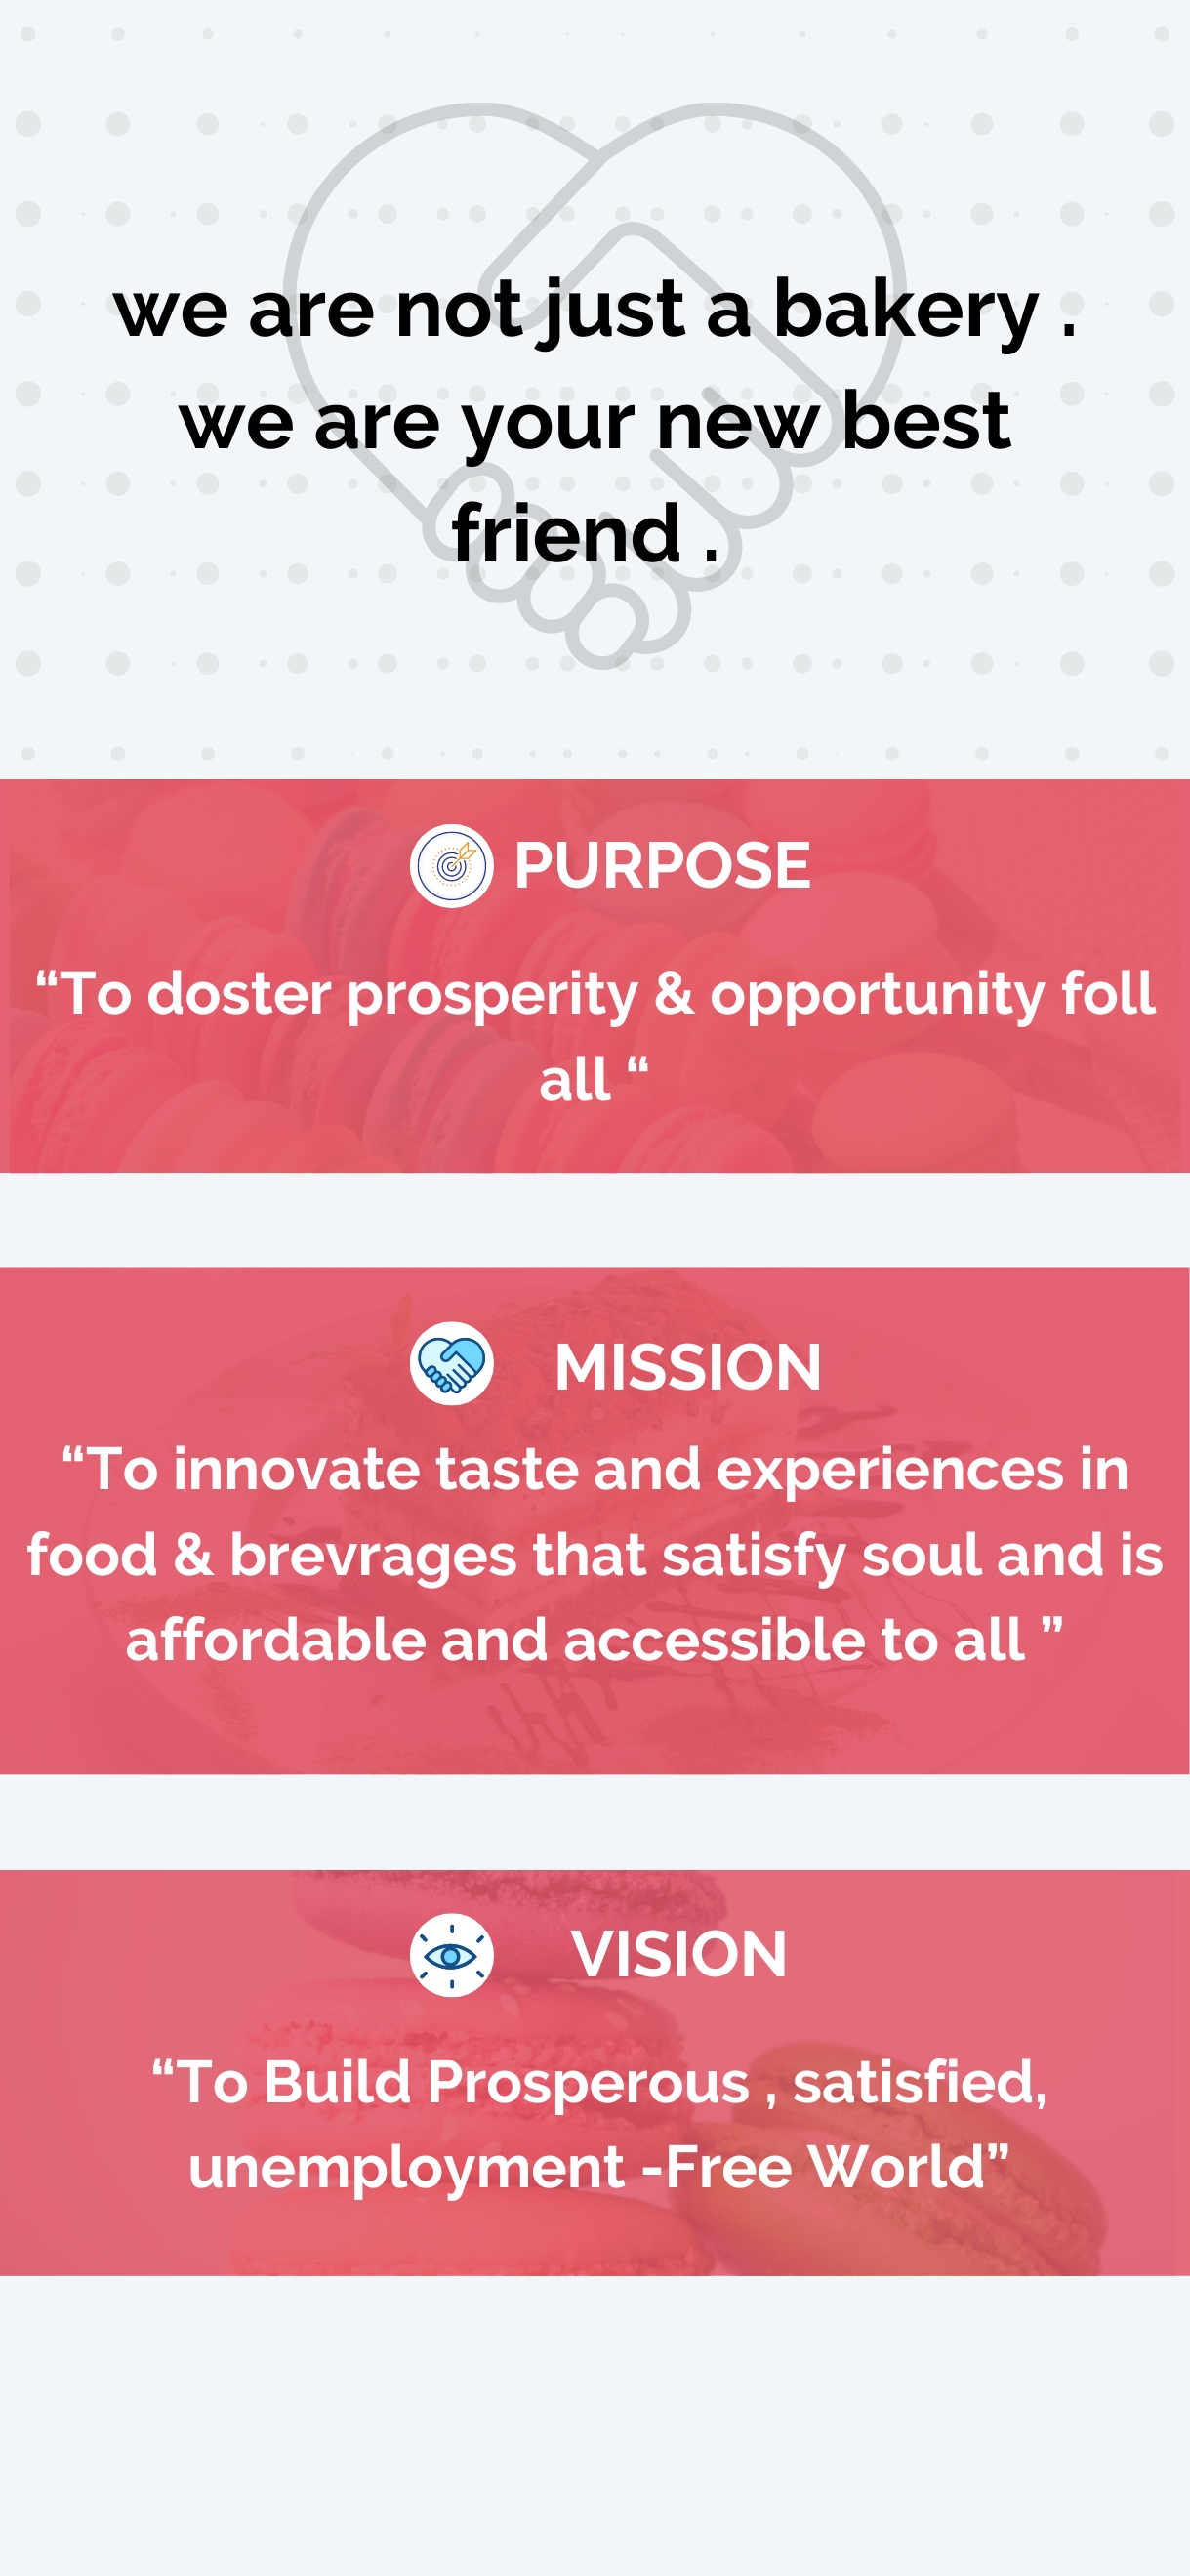 we are not just a bakery .
we are your new best
friend .
PURPOSE
“To doster prosperity & opportunity foll
all “
MISSION
“To innovate taste and experiences in
food & brevrages that satisfy soul and is
affordable and accessible to all ”
VISION
“To Build Prosperous , satisfied,
unemployment -Free World”